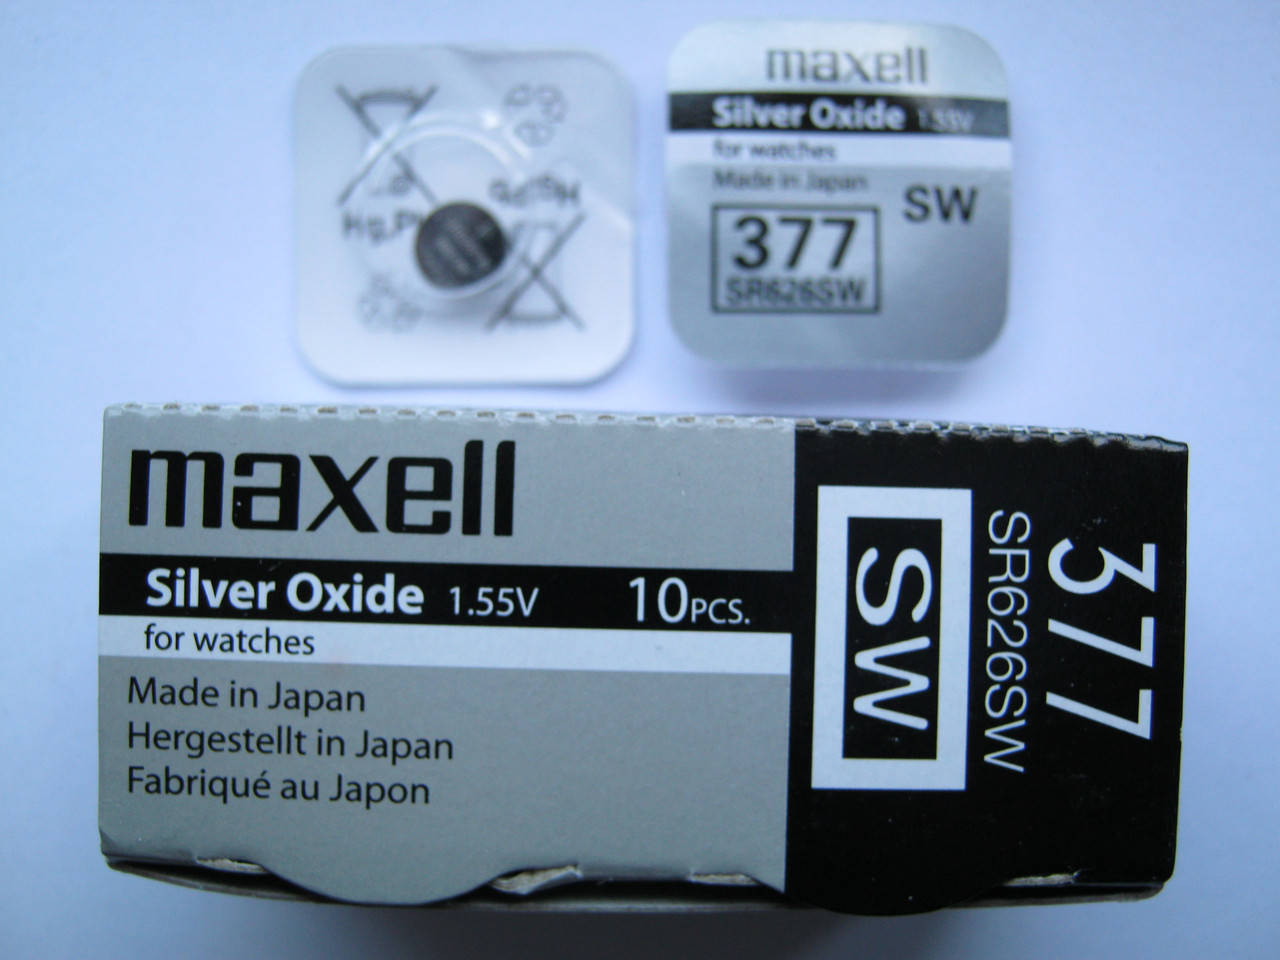 maxell
Silver Oxide 1.55V
for watches
Made in Japan
SW
377
SR626SW
maxell
Silver Oxide 1.55V 10PCS.
for watches
Made in Japan
Hergestellt in Japan
Fabriqué au Japon
SW
377
SR626SW